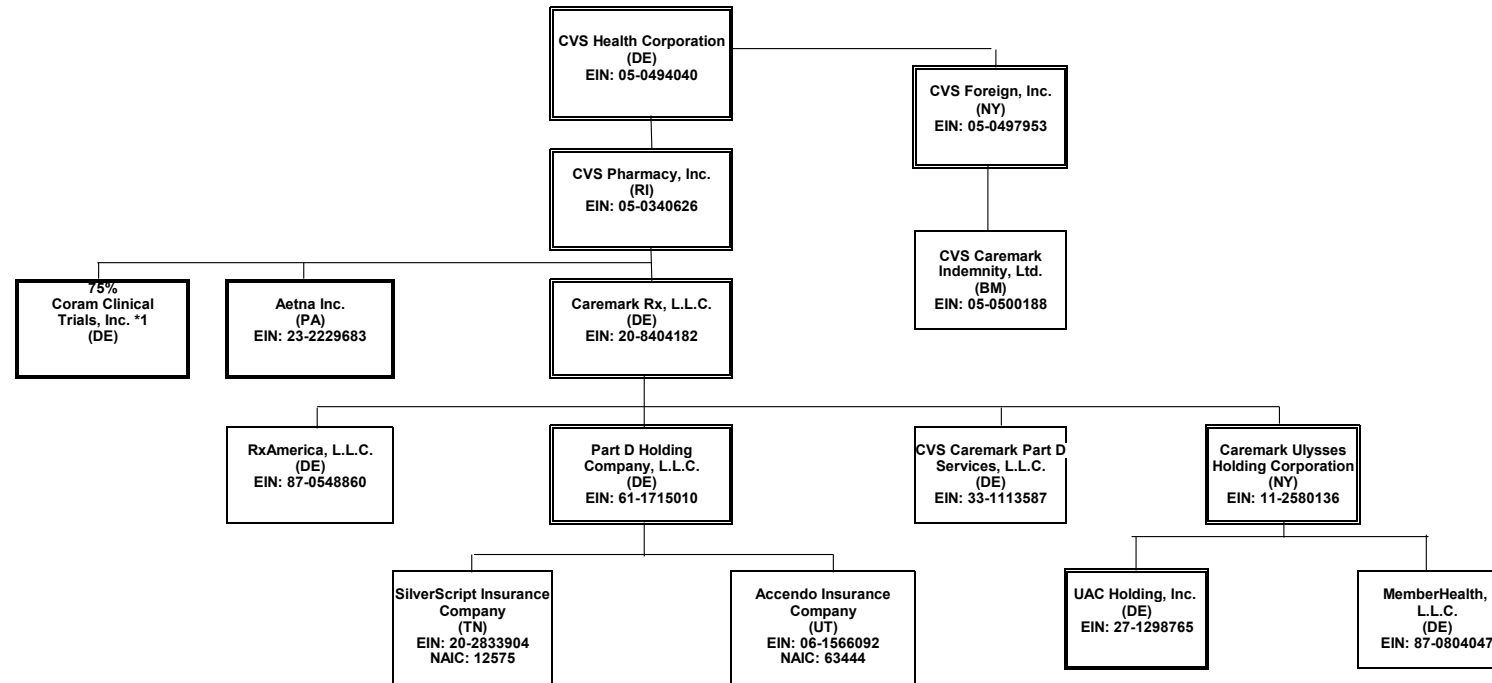 CVS Health Corporation
(DE)
EIN: 05-0494040
CVS Foreign, Inc.
(NY)
EIN: 05-0497953
CVS Pharmacy, Inc.
(RI)
EIN: 05-0340626
CVS Caremark
Indemnity, Ltd.
(BM)
EIN: 05-0500188
75%
Coram Clinical
Trials, Inc. *1
(DE)
Aetna Inc.
(PA)
EIN: 23-2229683
Caremark Rx, L.L.C.
(DE)
EIN: 20-8404182
RxAmerica, L.L.C.
(DE)
EIN: 87-0548860
Part D Holding
Company, L.L.C.
(DE)
EIN: 61-1715010
CVS Caremark Part D
Services, L.L.C.
(DE)
EIN: 33-1113587
Caremark Ulysses
Holding Corporation
(NY)
EIN: 11-2580136
SilverScript Insurance
Company
(TN)
EIN: 20-2833904
NAIC: 12575
Accendo Insurance
Company
(UT)
EIN: 06-1566092
NAIC: 63444
UAC Holding, Inc.
(DE)
EIN: 27-1298765
MemberHealth,
L.L.C.
(DE)
EIN: 87-0804047